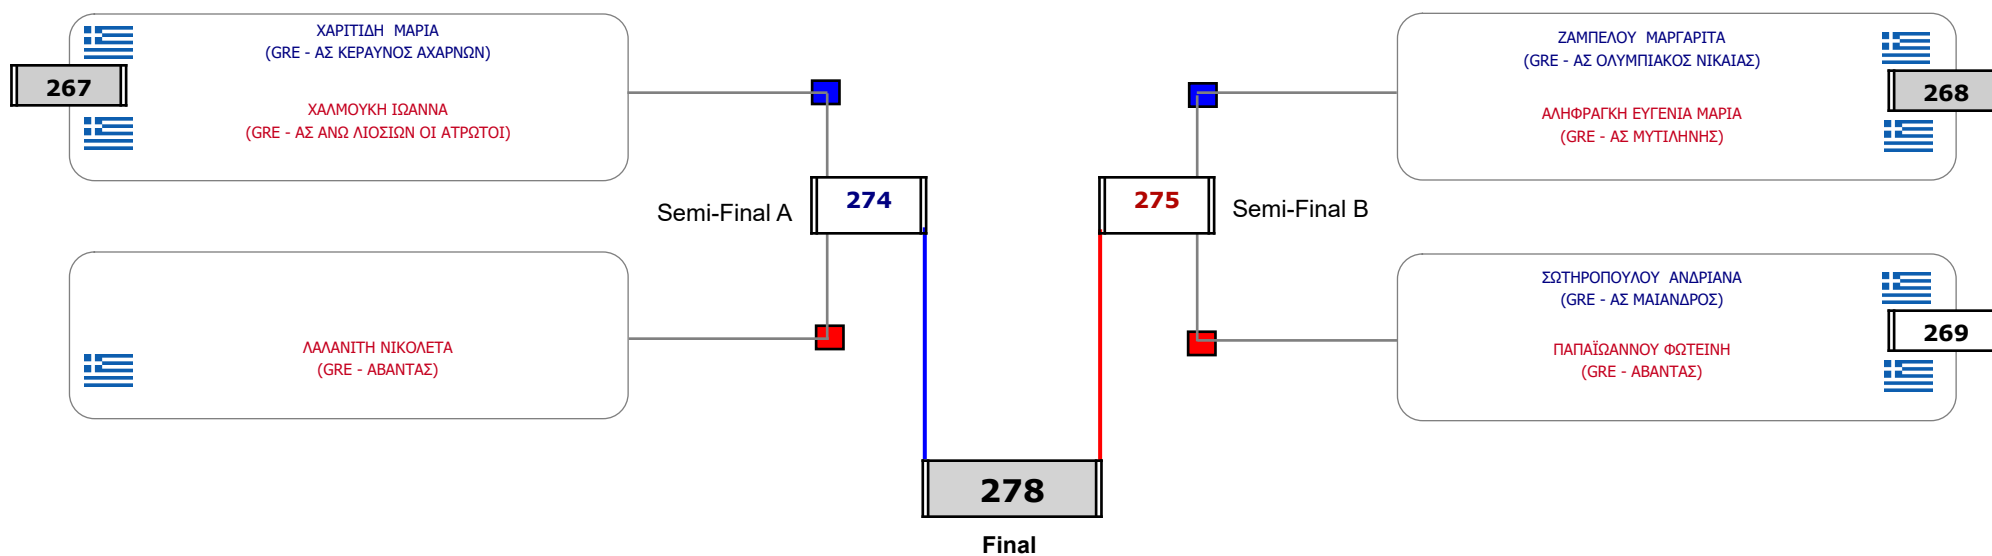 ΧΑΡΙΤΙΔΗ ΜΑΡΙΑ
(GRE - ΑΣ ΚΕΡΑΥΝΟΣ ΑΧΑΡΝΩΝ)
267
ΧΑΛΜΟΥΚΗ ΙΩΑΝΝΑ
(GRE - ΑΣ ΑΝΩ ΛΙΟΣΙΩΝ ΟΙ ΑΤΡΩΤΟΙ)
ΛΑΛΑΝΙΤΗ ΝΙΚΟΛΕΤΑ
(GRE - ΑΒΑΝΤΑΣ)
Semi-Final A
274
275
Semi-Final B
ΖΑΜΠΕΛΟΥ ΜΑΡΓΑΡΙΤΑ
(GRE - ΑΣ ΟΛΥΜΠΙΑΚΟΣ ΝΙΚΑΙΑΣ)
268
ΑΛΗΦΡΑΓΚΗ ΕΥΓΕΝΙΑ ΜΑΡΙΑ
(GRE - ΑΣ ΜΥΤΙΛΗΝΗΣ)
ΣΩΤΗΡΟΠΟΥΛΟΥ ΑΝΔΡΙΑΝΑ
(GRE - ΑΣ ΜΑΙΑΝΔΡΟΣ)
269
ΠΑΠΑΪΩΑΝΝΟΥ ΦΩΤΕΙΝΗ
(GRE - ΑΒΑΝΤΑΣ)
278
Final